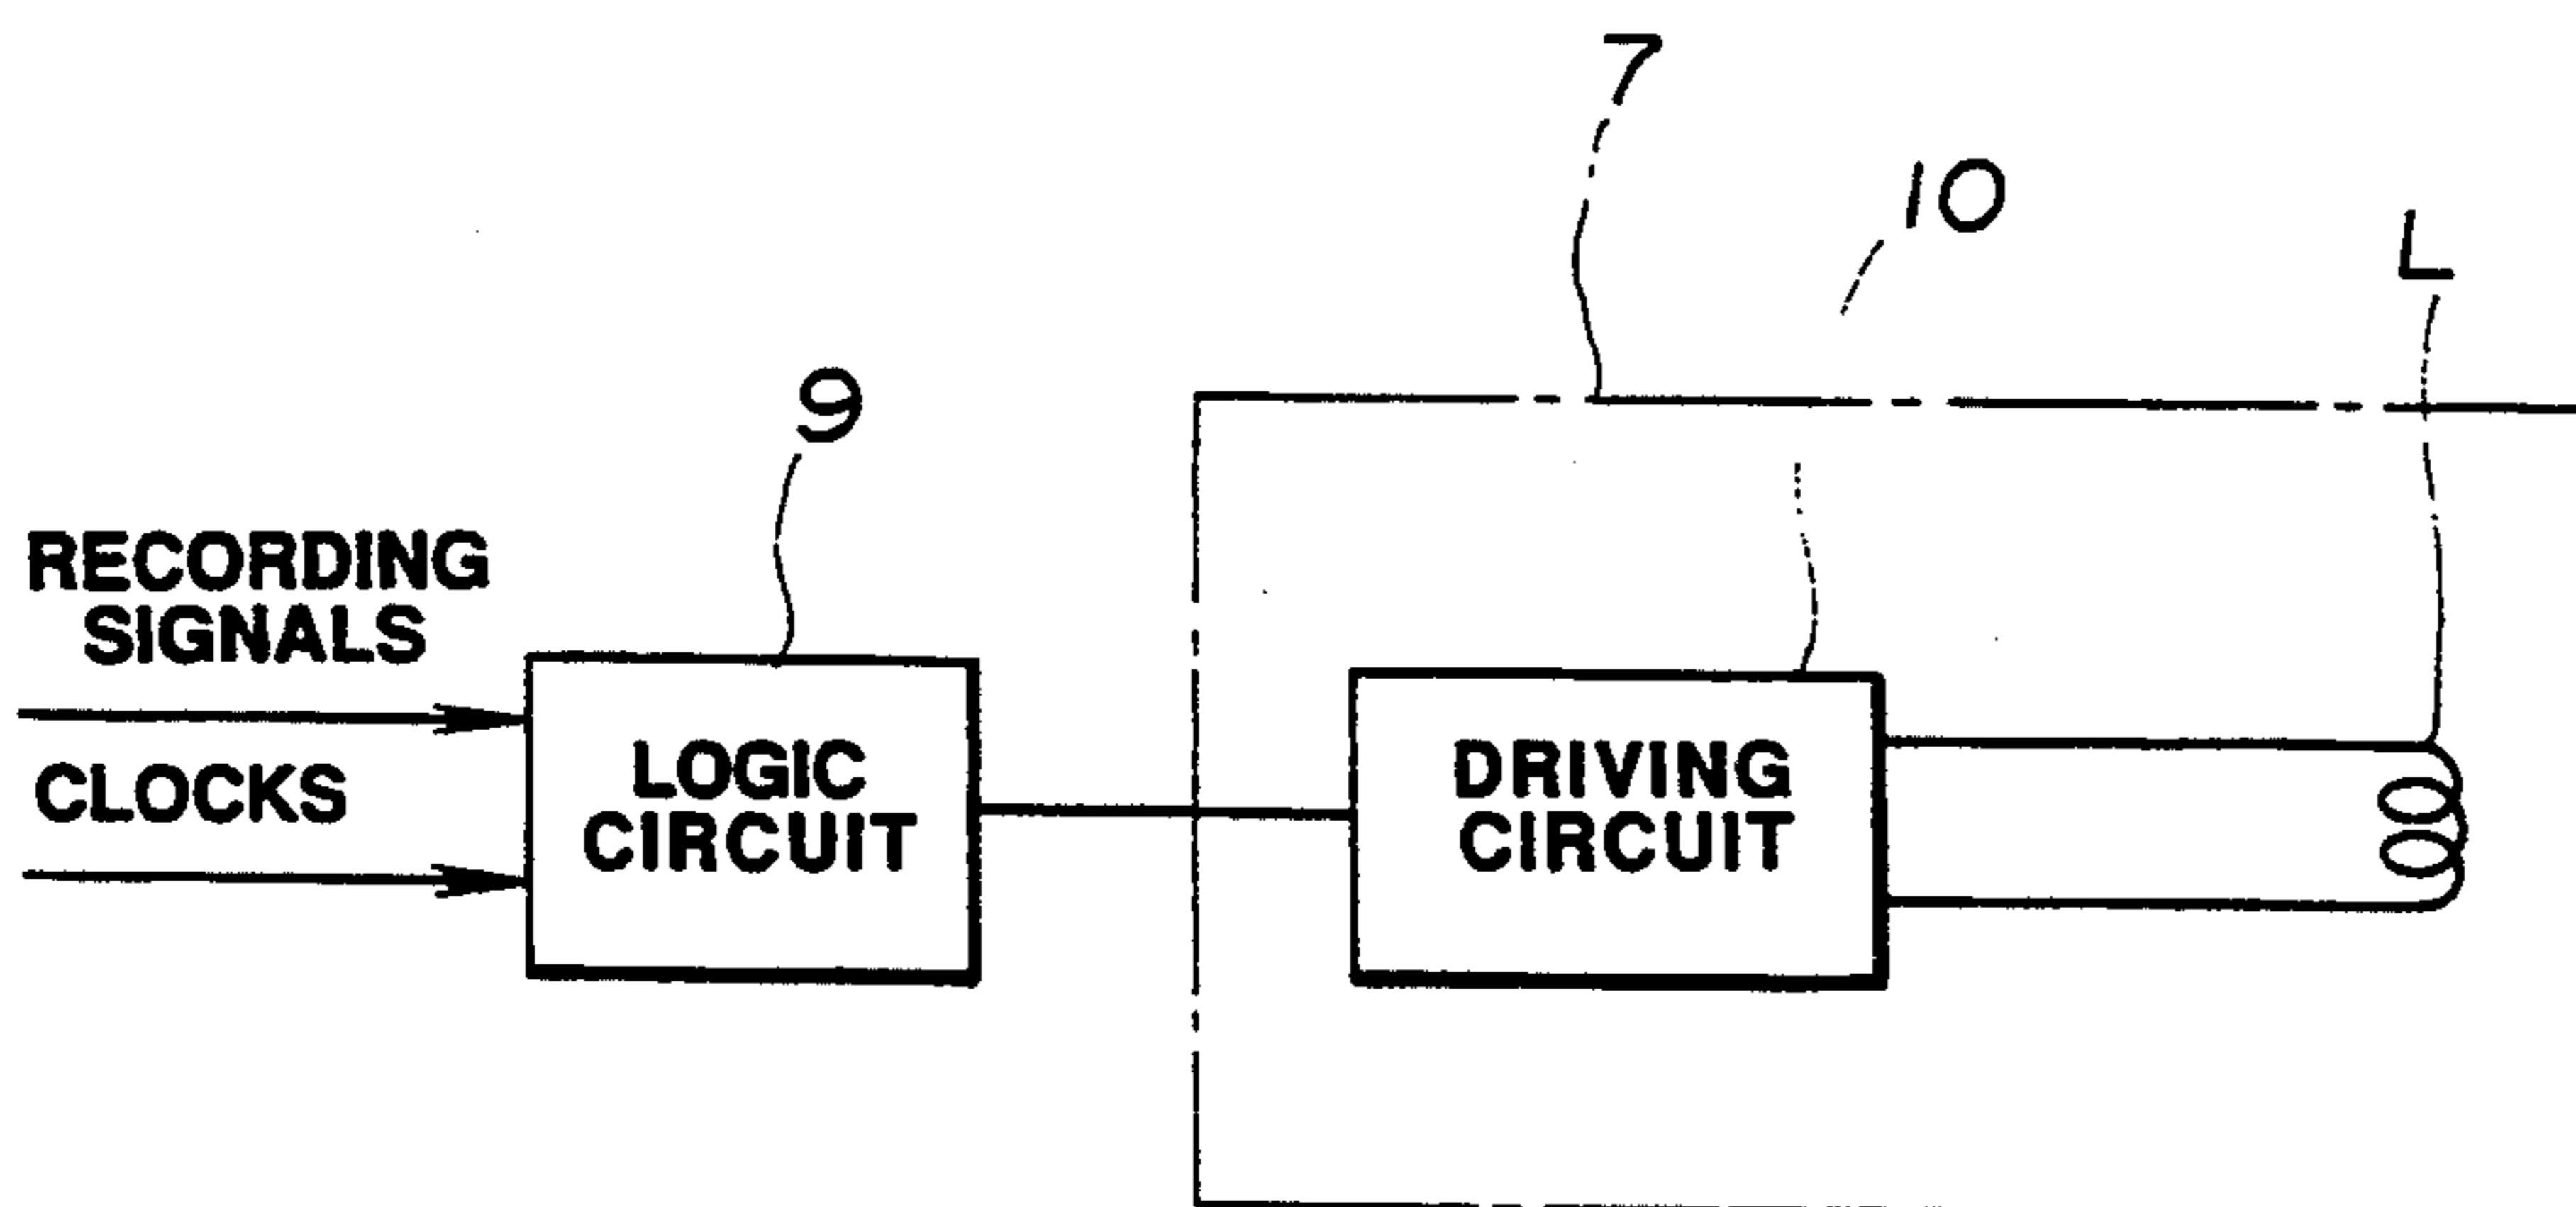 7
10
L
9
RECORDING
SIGNALS
CLOCKS
LOGIC
CIRCUIT
DRIVING
CIRCUIT